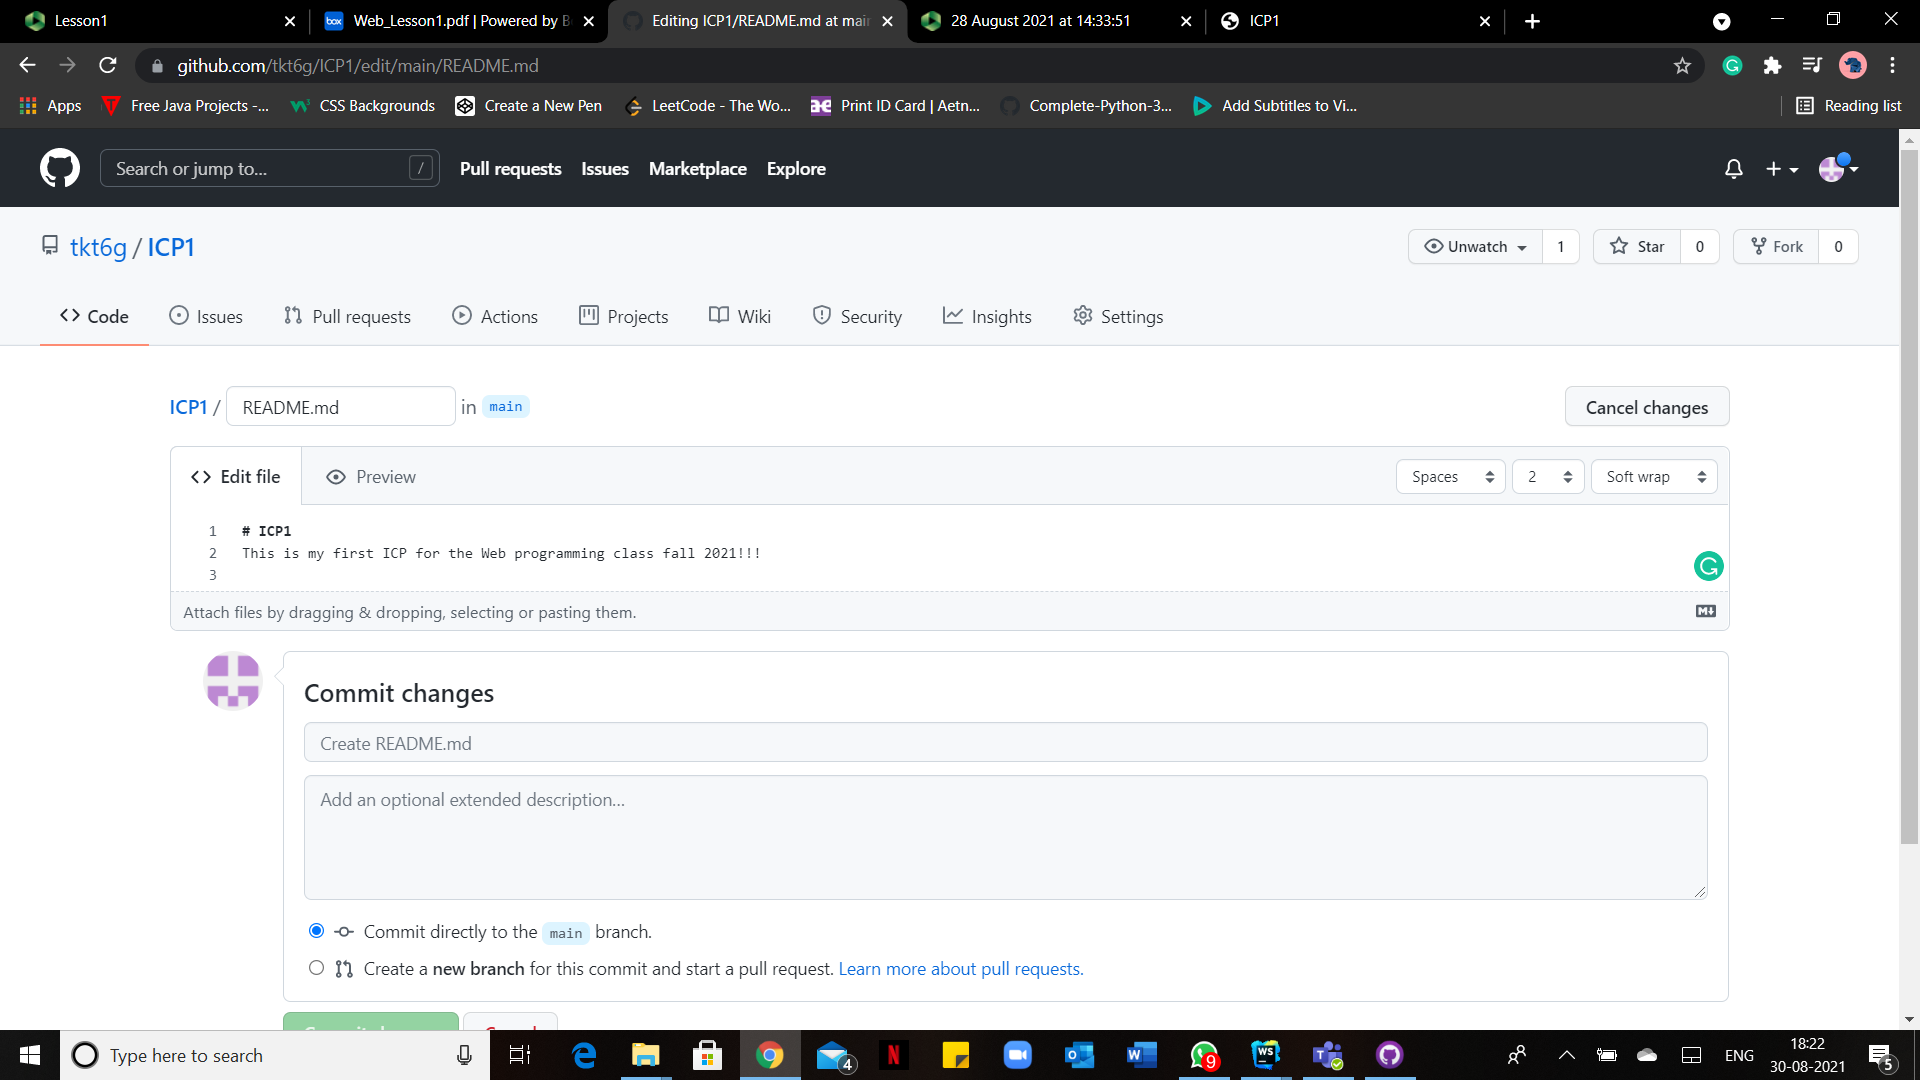 Lesson1
Web_Lesson1.pdf | Powered by B
Editing ICP1/README.md at mai
28 August 2021 at 14:33:51
ICP1
github.com/tkt6g/ICP1/edit/main/README.md
Apps
Free Java Projects -...
CSS Backgrounds
Create a New Pen
LeetCode - The Wo...
Print ID Card | Aetn...
Complete-Python-3...
Add Subtitles to Vi...
Reading list
Search or jump to...
/
Pull requests
Issues
Marketplace
Explore
tkt6g / ICP1
Unwatch 1
Star 0
Fork 0
Code
Issues
Pull requests
Actions
Projects
Wiki
Security
Insights
Settings
ICP1 / README.md in main
Cancel changes
Edit file
Preview
Spaces
2
Soft wrap
1 # ICP1
2 This is my first ICP for the Web programming class fall 2021!!!
3
Attach files by dragging & dropping, selecting or pasting them.
Commit changes
Create README.md
Add an optional extended description...
Commit directly to the main branch.
Create a new branch for this commit and start a pull request. Learn more about pull requests.
Type here to search
4
9
ENG
18:22
30-08-2021
5